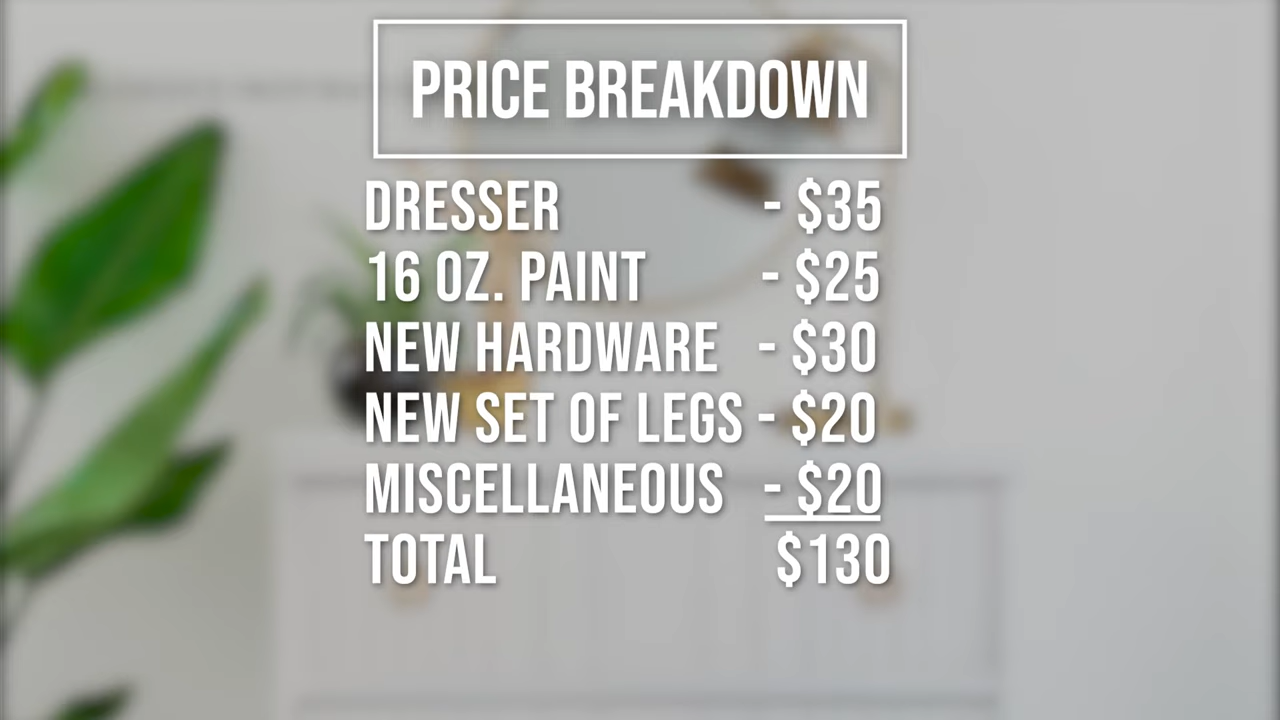 PRICE BREAKDOWN
DRESSER - $35
16 OZ. PAINT - $25
NEW HARDWARE - $30
NEW SET OF LEGS - $20
MISCELLANEOUS - $20
TOTAL $130